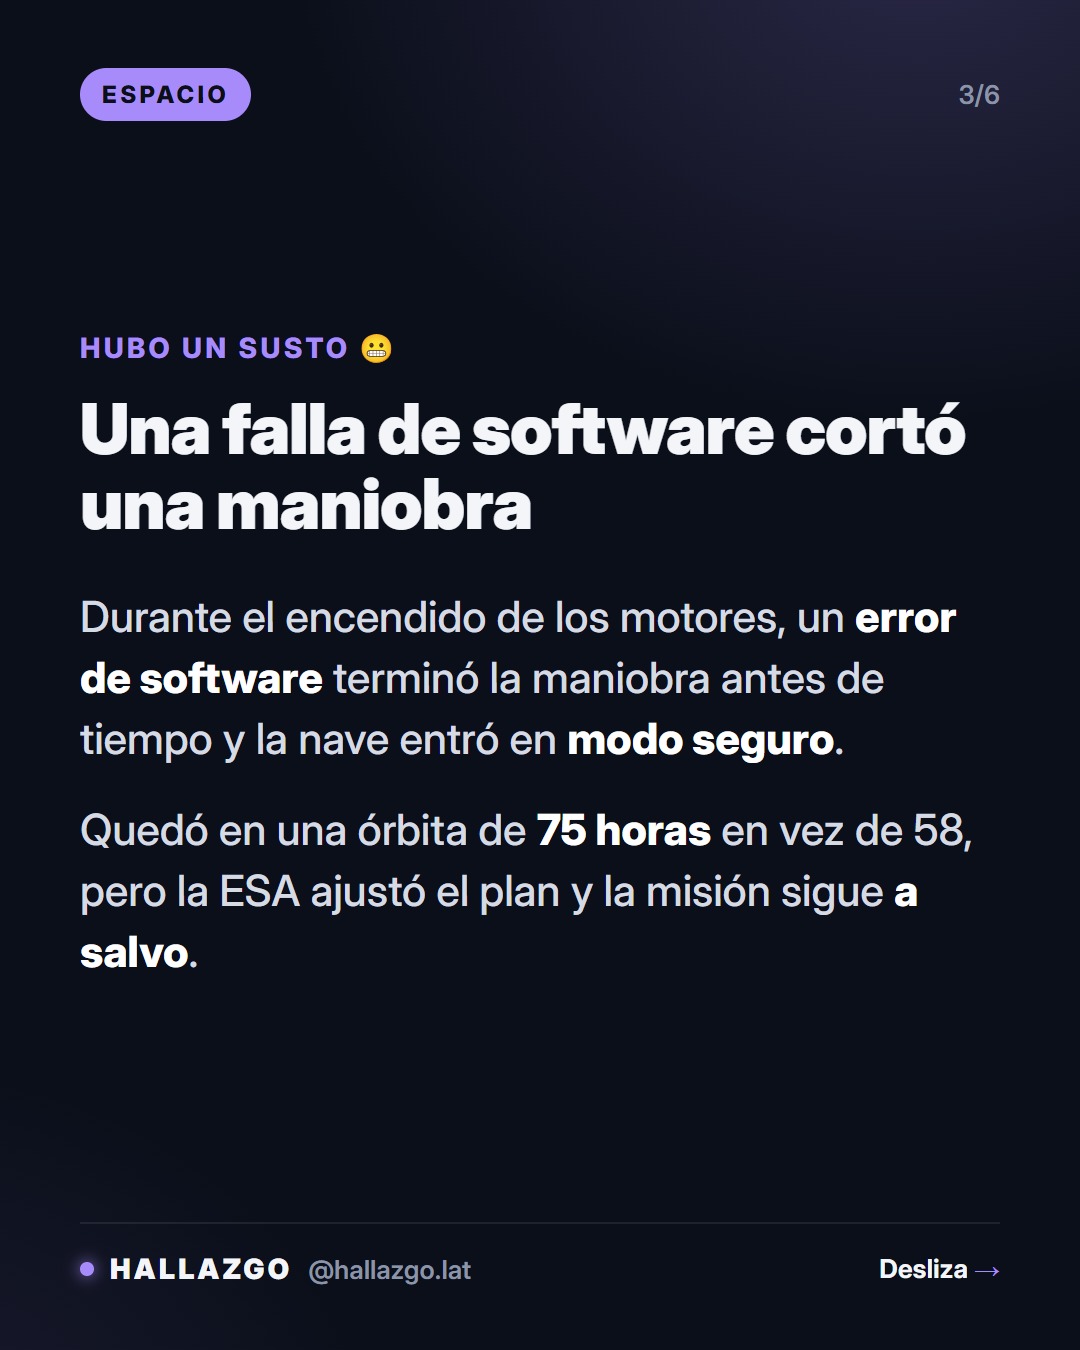 ESPACIO
3/6
HUBO UN SUSTO 😬
Una falla de software cortó
una maniobra
Durante el encendido de los motores, un error
de software terminó la maniobra antes de
tiempo y la nave entró en modo seguro.
Quedó en una órbita de 75 horas en vez de 58,
pero la ESA ajustó el plan y la misión sigue a
salvo.
HALLAZGO @hallazgo.lat
Desliza →